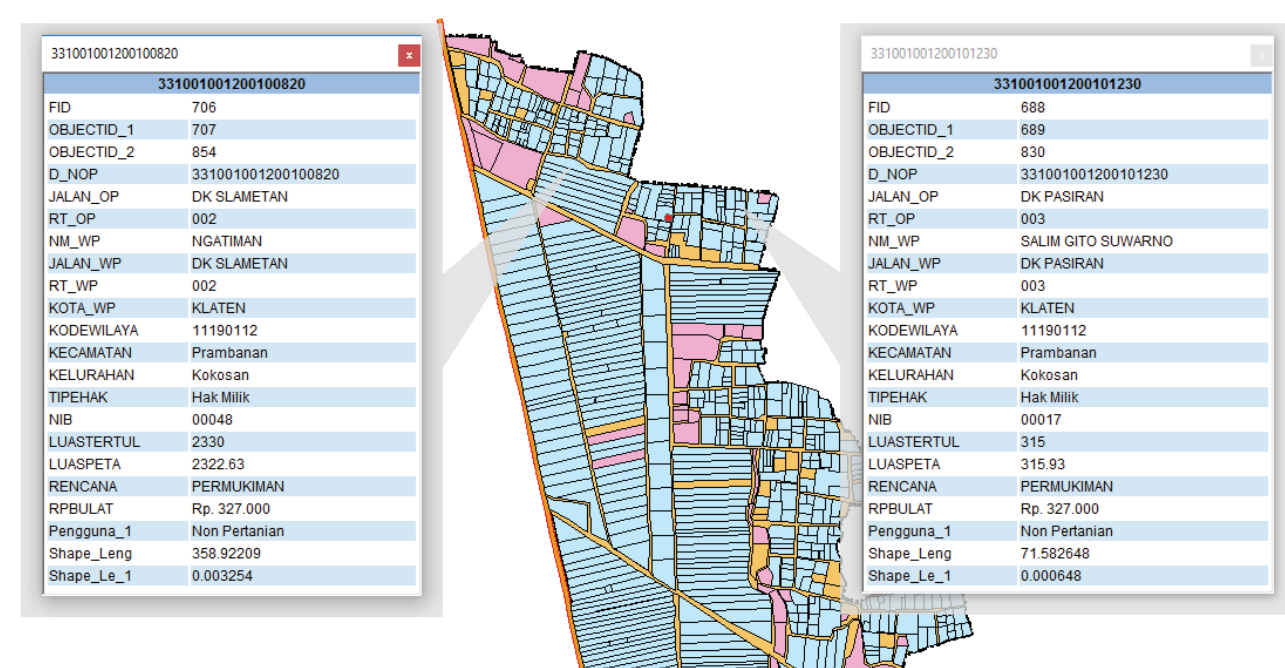 331001001200100820
x
331001001200100820
FID 706
OBJECTID_1 707
OBJECTID_2 854
D_NOP 331001001200100820
JALAN_OP DK SLAMETAN
RT_OP 002
NM_WP NGATIMAN
JALAN_WP DK SLAMETAN
RT_WP 002
KOTA_WP KLATEN
KODEWILAYA 11190112
KECAMATAN Prambanan
KELURAHAN Kokosan
TIPEHAK Hak Milik
NIB 00048
LUASTERTUL 2330
LUASPETA 2322.63
RENCANA PERMUKIMAN
RPBULAT Rp. 327.000
Pengguna_1 Non Pertanian
Shape_Leng 358.92209
Shape_Le_1 0.003254
331001001200101230
331001001200101230
FID 688
OBJECTID_1 689
OBJECTID_2 830
D_NOP 331001001200101230
JALAN_OP DK PASIRAN
RT_OP 003
NM_WP SALIM GITO SUWARNO
JALAN_WP DK PASIRAN
RT_WP 003
KOTA_WP KLATEN
KODEWILAYA 11190112
KECAMATAN Prambanan
KELURAHAN Kokosan
TIPEHAK Hak Milik
NIB 00017
LUASTERTUL 315
LUASPETA 315.93
RENCANA PERMUKIMAN
RPBULAT Rp. 327.000
Pengguna_1 Non Pertanian
Shape_Leng 71.582648
Shape_Le_1 0.000648